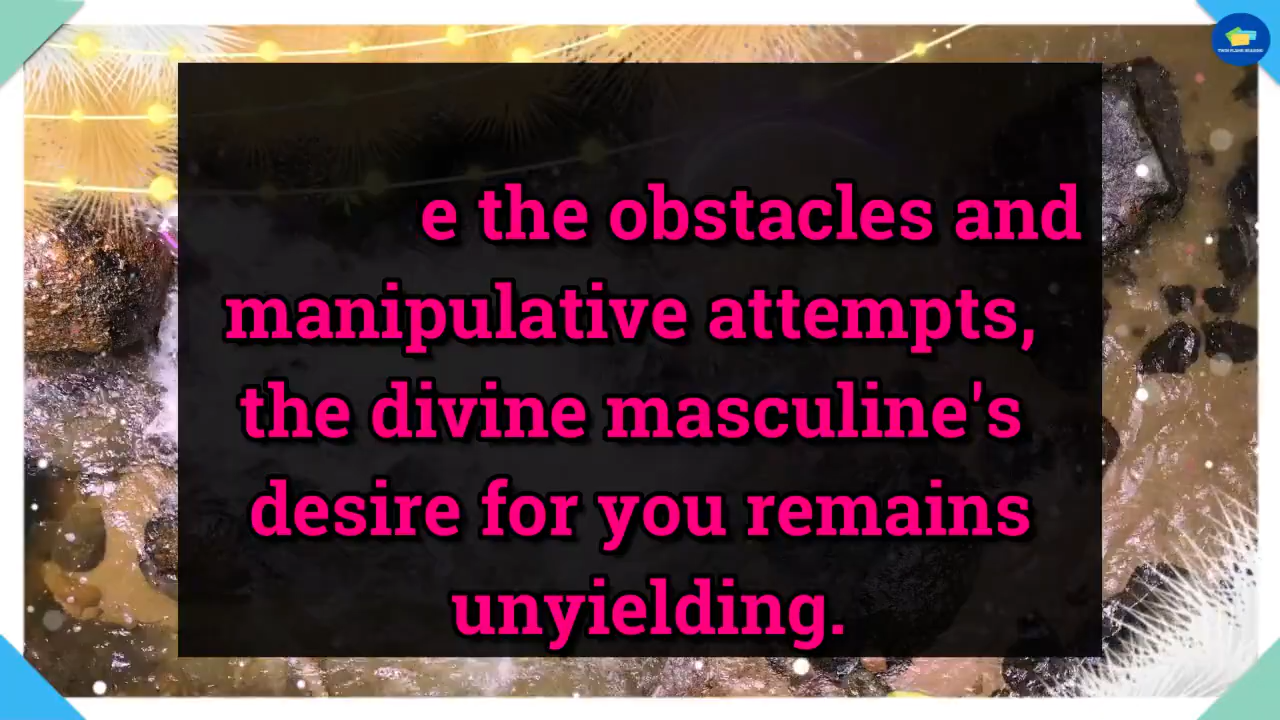 e the obstacles and
manipulative attempts,
the divine masculine's
desire for you remains
unyielding.